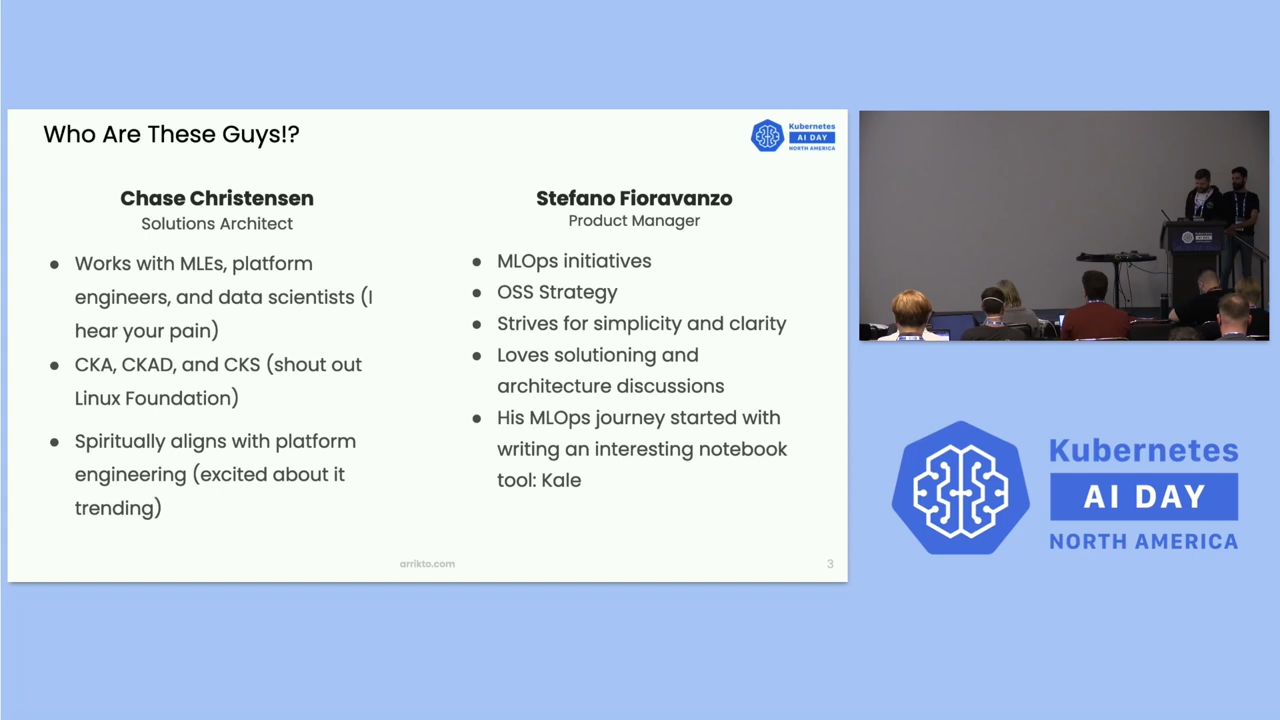 Who Are These Guys!?
Kubernetes
AI DAY
NORTH AMERICA
Chase Christensen
Solutions Architect
● Works with MLEs, platform
engineers, and data scientists (I
hear your pain)
● CKA, CKAD, and CKS (shout out
Linux Foundation)
● Spiritually aligns with platform
engineering (excited about it
trending)
Stefano Fioravanzo
Product Manager
● MLOps initiatives
● OSS Strategy
● Strives for simplicity and clarity
● Loves solutioning and
architecture discussions
● His MLOps journey started with
writing an interesting notebook
tool: Kale
arrikto.com
3
Kubernetes
AI DAY
NORTH AMERICA